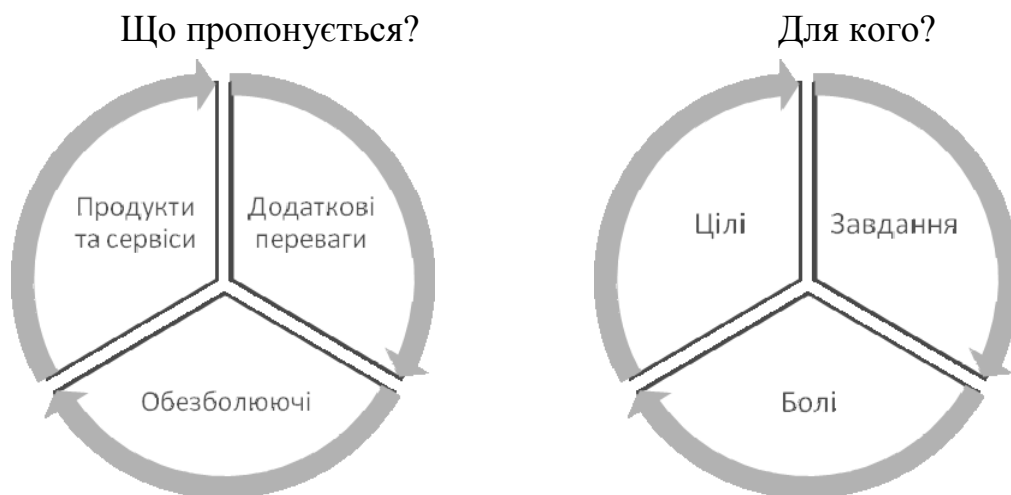 Що пропонується?
Для кого?
Продукти
та сервіси
Додаткові
переваги
Обезболюючі
Цілі
Завдання
Болі